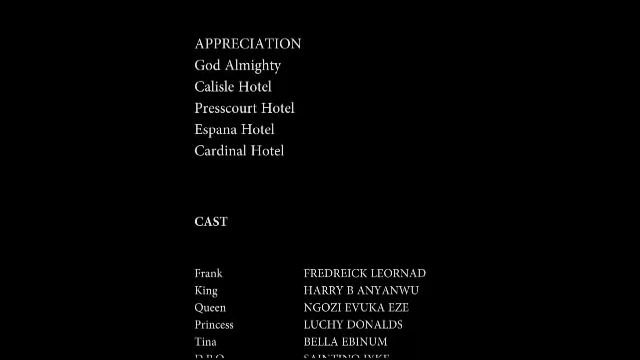 APPRECIATION
God Almighty
Calisle Hotel
Presscourt Hotel
Espana Hotel
Cardinal Hotel
CAST
Frank FREDREICK LEORNAD
King HARRY B ANYANWU
Queen NGOZI EVUKA EZE
Princess LUCHY DONALDS
Tina BELLA EBINUM